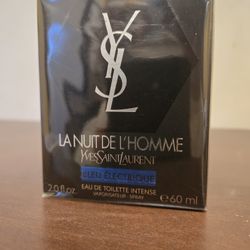 YSL
LA NUIT DE L'HOMME
YVES SAINT LAURENT
BLEU ÉLECTRIQUE
EAU DE TOILETTE INTENSE
VAPORISATEUR - SPRAY
2.0 fl.oz. e 60 ml